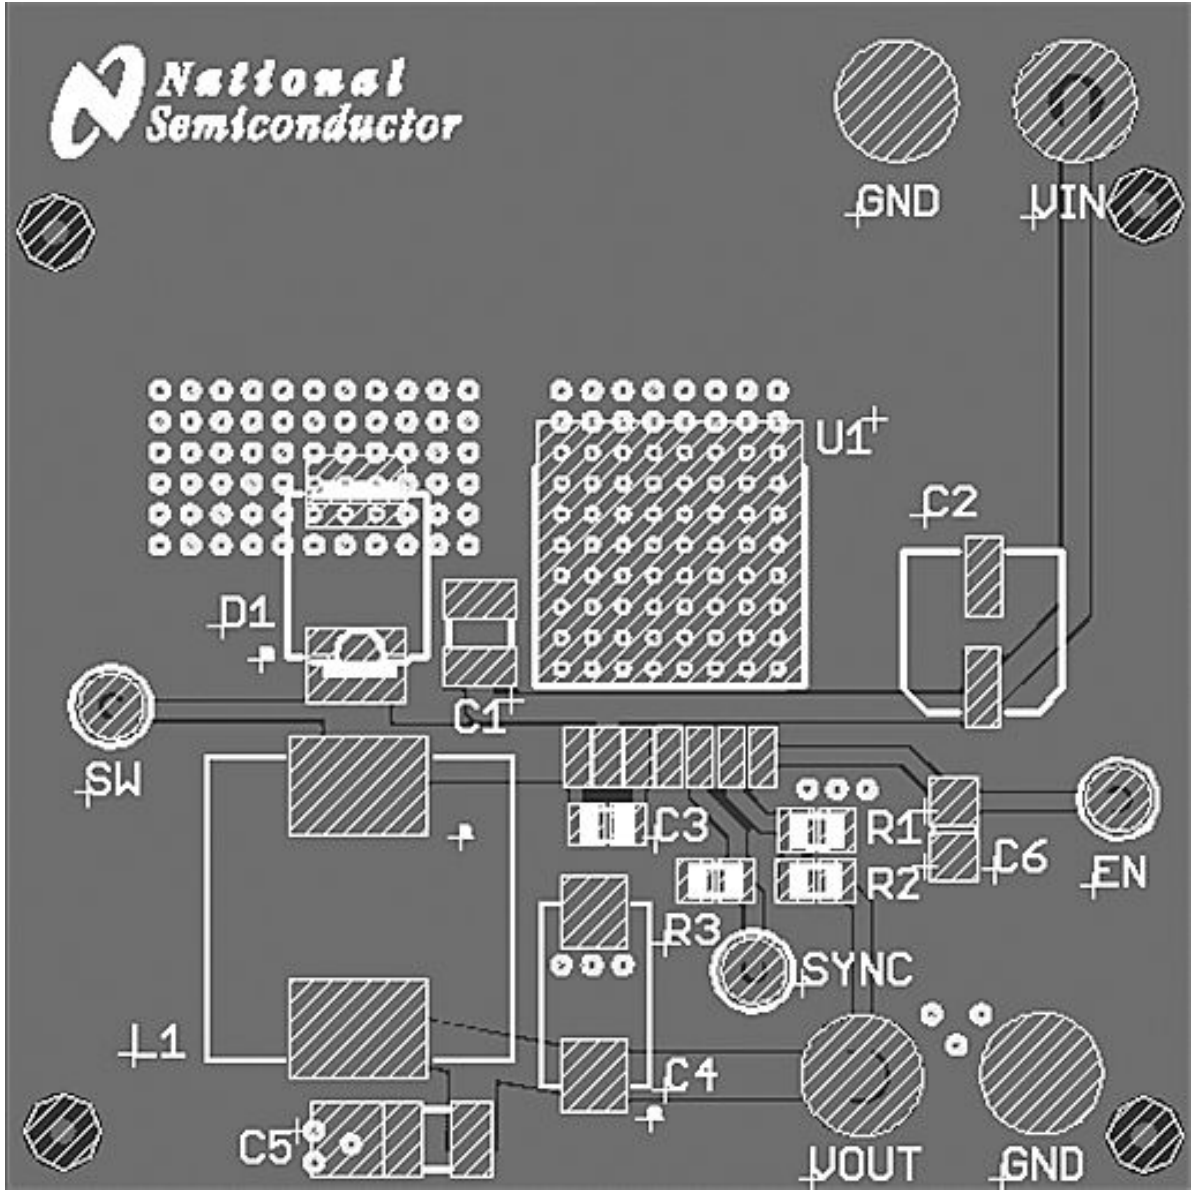 National
Semiconductor
GND
VIN
U1
C2
D1
C1
SW
C3
R1
C6
EN
R2
R3
SYNC
L1
C4
C5
VOUT
GND